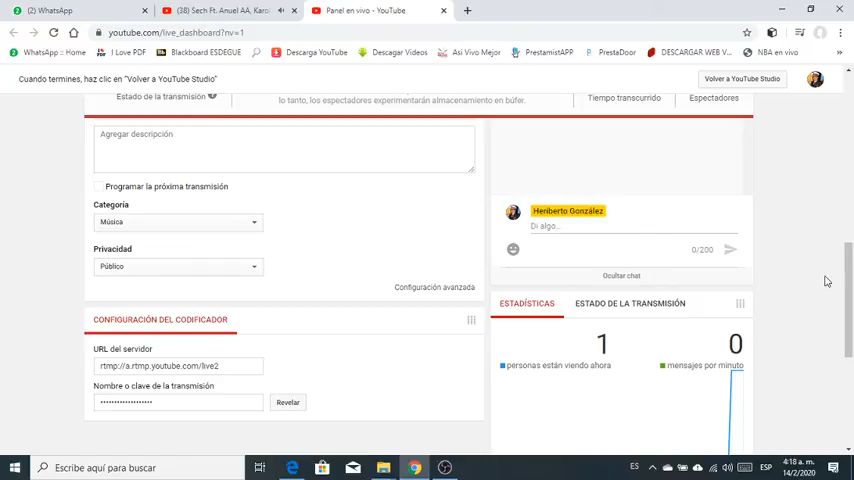 (2) WhatsApp
(38) Sech Ft. Anuel AA, Karol
Panel en vivo - YouTube
youtube.com/live_dashboard?nv=1
WhatsApp :: Home
I Love PDF
Blackboard ESDEGUE
Descarga YouTube
Descagar Videos
Asi Vivo Mejor
PrestamistAPP
PrestaDoor
DESCARGAR WEB V...
NBA en vivo
Cuando termines, haz clic en "Volver a YouTube Studio"
Volver a YouTube Studio
Estado de la transmisión
lo tanto, los espectadores experimentarán almacenamiento en búfer.
Tiempo transcurrido
Espectadores
Agregar descripción
Programar la próxima transmisión
Categoría
Música
Privacidad
Público
Configuración avanzada
Heriberto González
Di algo...
0/200
Ocultar chat
CONFIGURACIÓN DEL CODIFICADOR
URL del servidor
rtmp://a.rtmp.youtube.com/live2
Nombre o clave de la transmisión
••••••••••••••••••
Revelar
ESTADÍSTICAS
ESTADO DE LA TRANSMISIÓN
1
personas están viendo ahora
0
mensajes por minuto
Escribe aquí para buscar
ES
ESP
4:18 a. m.
14/2/2020